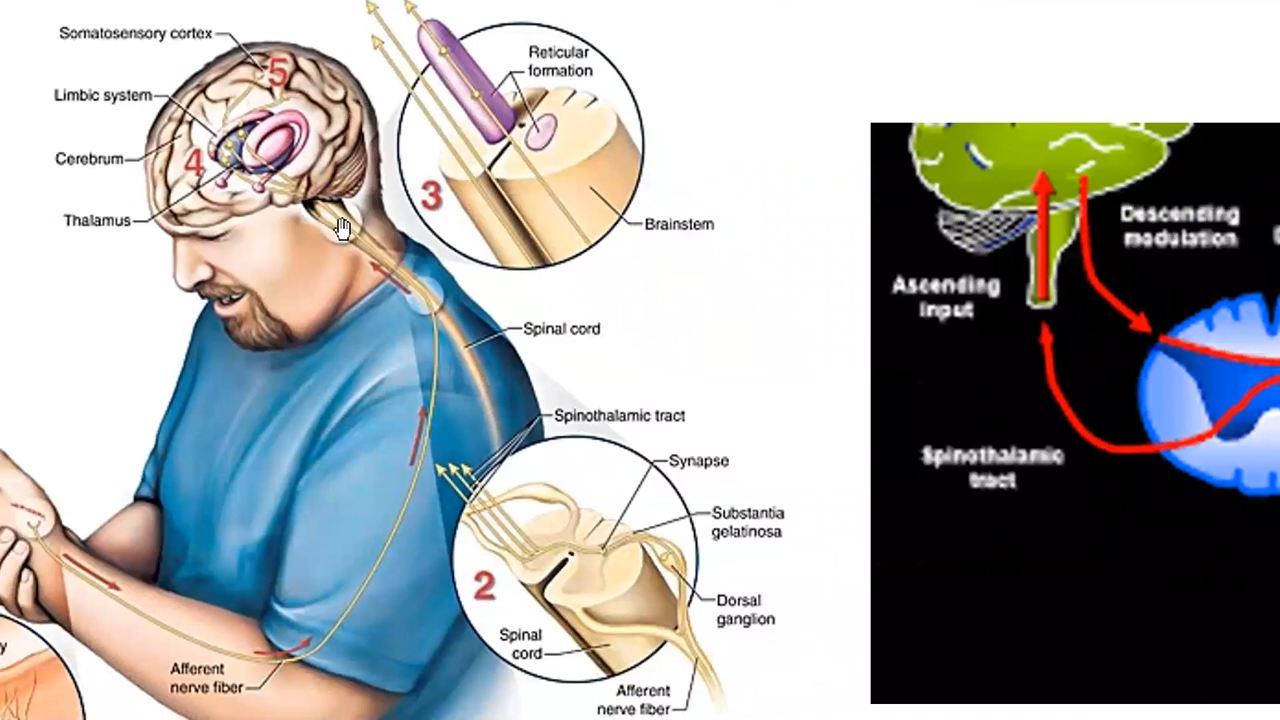 Somatosensory cortex
5
Limbic system
Cerebrum
4
Thalamus
Reticular
formation
3
Brainstem
Spinal cord
Spinothalamic tract
Synapse
Substantia
gelatinosa
2
Dorsal
ganglion
Spinal
cord
Afferent
nerve fiber
Afferent
nerve fiber
y
Descending
modulation
Ascending
input
Spinothalamic
tract